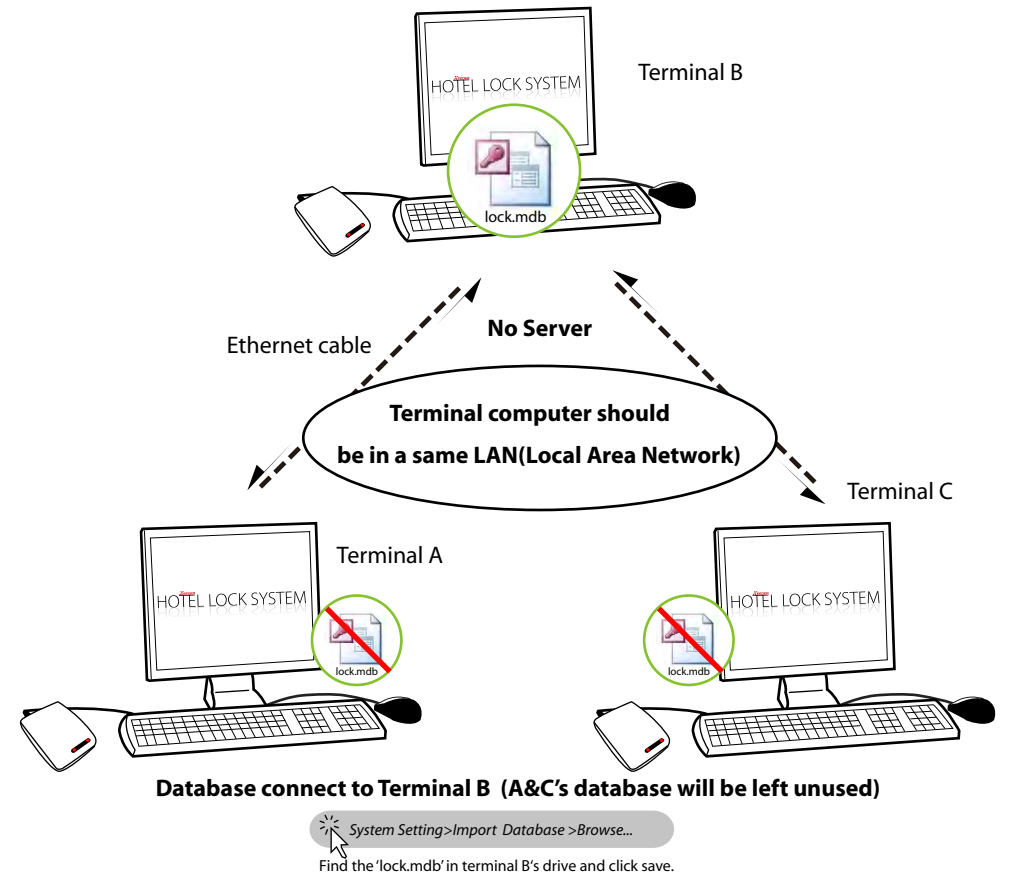 HOTEL LOCK SYSTEM
Terminal B
lock.mdb
Ethernet cable
No Server
Terminal computer should
be in a same LAN(Local Area Network)
Terminal C
Terminal A
HOTEL LOCK SYSTEM
lock.mdb
HOTEL LOCK SYSTEM
lock.mdb
Database connect to Terminal B (A&C's database will be left unused)
System Setting>Import Database >Browse...
Find the 'lock.mdb' in terminal B's drive and click save.